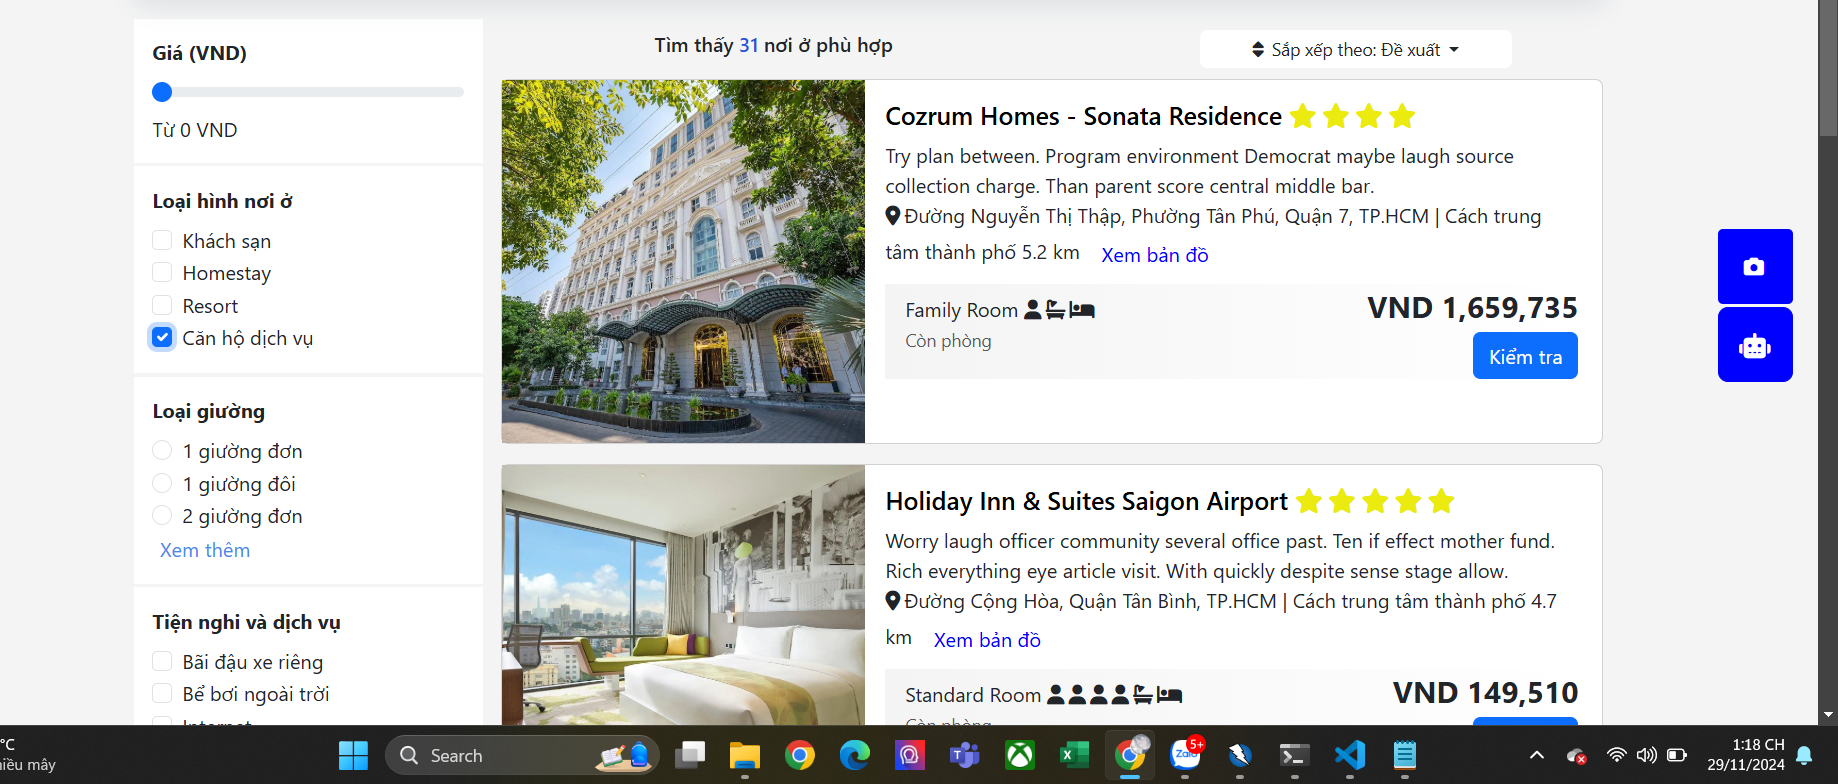 Giá (VND)
Từ 0 VND
Loại hình nơi ở
Khách sạn
Homestay
Resort
Căn hộ dịch vụ
Loại giường
1 giường đơn
1 giường đôi
2 giường đơn
Xem thêm
Tiện nghi và dịch vụ
Bãi đậu xe riêng
Bể bơi ngoài trời
Internet
Tìm thấy 31 nơi ở phù hợp
Sắp xếp theo: Đề xuất
Cozrum Homes - Sonata Residence
Try plan between. Program environment Democrat maybe laugh source
collection charge. Than parent score central middle bar.
Đường Nguyễn Thị Thập, Phường Tân Phú, Quận 7, TP.HCM | Cách trung
tâm thành phố 5.2 km Xem bản đồ
Family Room
Còn phòng
VND 1,659,735
Kiểm tra
Holiday Inn & Suites Saigon Airport
Worry laugh officer community several office past. Ten if effect mother fund.
Rich everything eye article visit. With quickly despite sense stage allow.
Đường Cộng Hòa, Quận Tân Bình, TP.HCM | Cách trung tâm thành phố 4.7
km Xem bản đồ
Standard Room
Còn phòng
VND 149,510
°C
Search
Zalo
5+
1:18 CH
29/11/2024